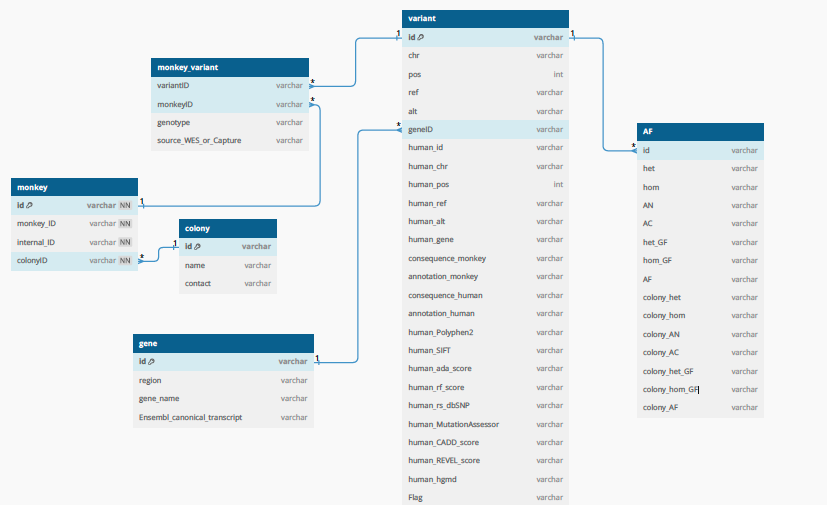 monkey_variant
variantID varchar
monkeyID varchar
genotype varchar
source_WES_or_Capture varchar
monkey
id varchar NN
monkey_ID varchar NN
internal_ID varchar NN
colonyID varchar NN
colony
id varchar
name varchar
contact varchar
gene
id varchar
region varchar
gene_name varchar
Ensembl_canonical_transcript varchar
variant
id varchar
chr varchar
pos int
ref varchar
alt varchar
geneID varchar
human_id varchar
human_chr varchar
human_pos int
human_ref varchar
human_alt varchar
human_gene varchar
consequence_monkey varchar
annotation_monkey varchar
consequence_human varchar
annotation_human varchar
human_Polyphen2 varchar
human_SIFT varchar
human_ada_score varchar
human_rf_score varchar
human_rs_dbSNP varchar
human_MutationAssessor varchar
human_CADD_score varchar
human_REVEL_score varchar
human_hgmd varchar
Flag varchar
AF
id varchar
het varchar
hom varchar
AN varchar
AC varchar
het_GF varchar
hom_GF varchar
AF varchar
colony_het varchar
colony_hom varchar
colony_AN varchar
colony_AC varchar
colony_het_GF varchar
colony_hom_GF varchar
colony_AF varchar
1
*
*
1
1
*
1
*
1
*